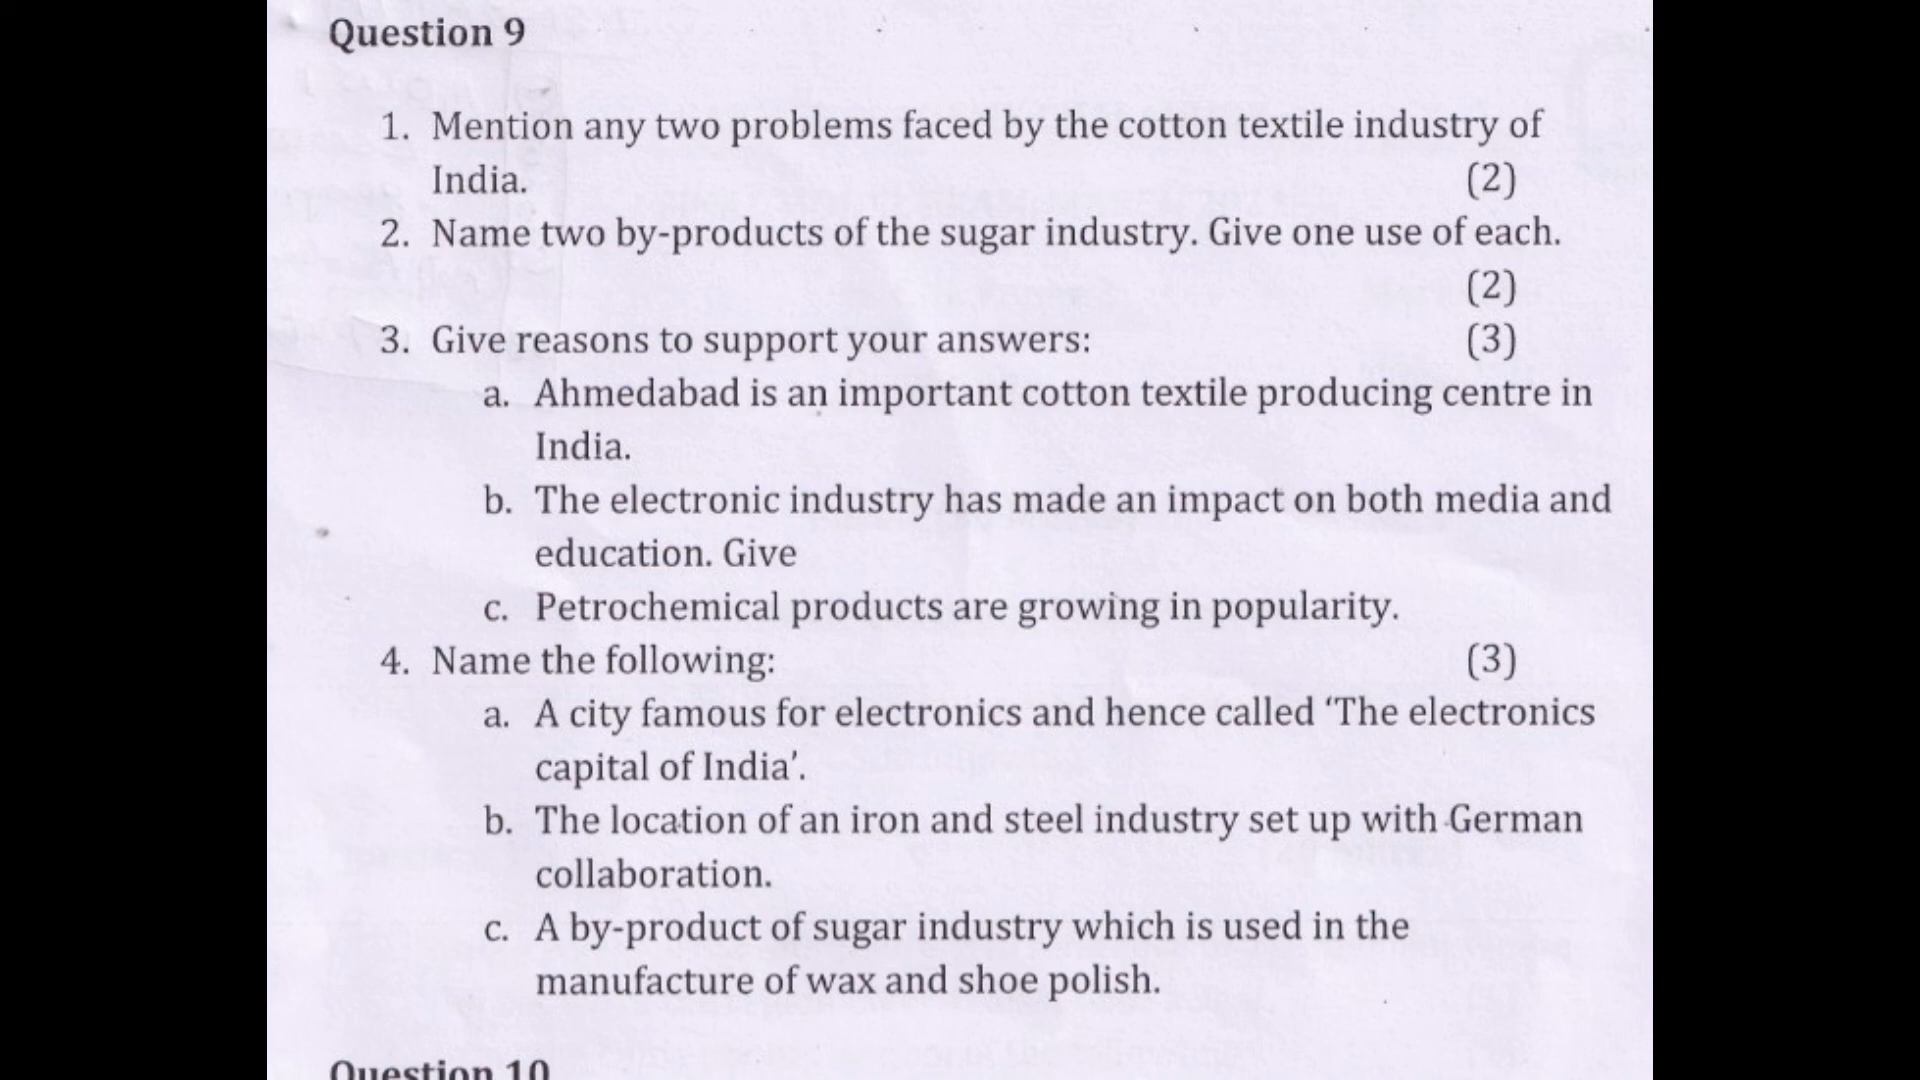 Question 9
1. Mention any two problems faced by the cotton textile industry of
India. (2)
2. Name two by-products of the sugar industry. Give one use of each.
(2)
3. Give reasons to support your answers: (3)
a. Ahmedabad is an important cotton textile producing centre in
India.
b. The electronic industry has made an impact on both media and
education. Give
c. Petrochemical products are growing in popularity.
4. Name the following: (3)
a. A city famous for electronics and hence called ‘The electronics
capital of India’.
b. The location of an iron and steel industry set up with German
collaboration.
c. A by-product of sugar industry which is used in the
manufacture of wax and shoe polish.
Question 10